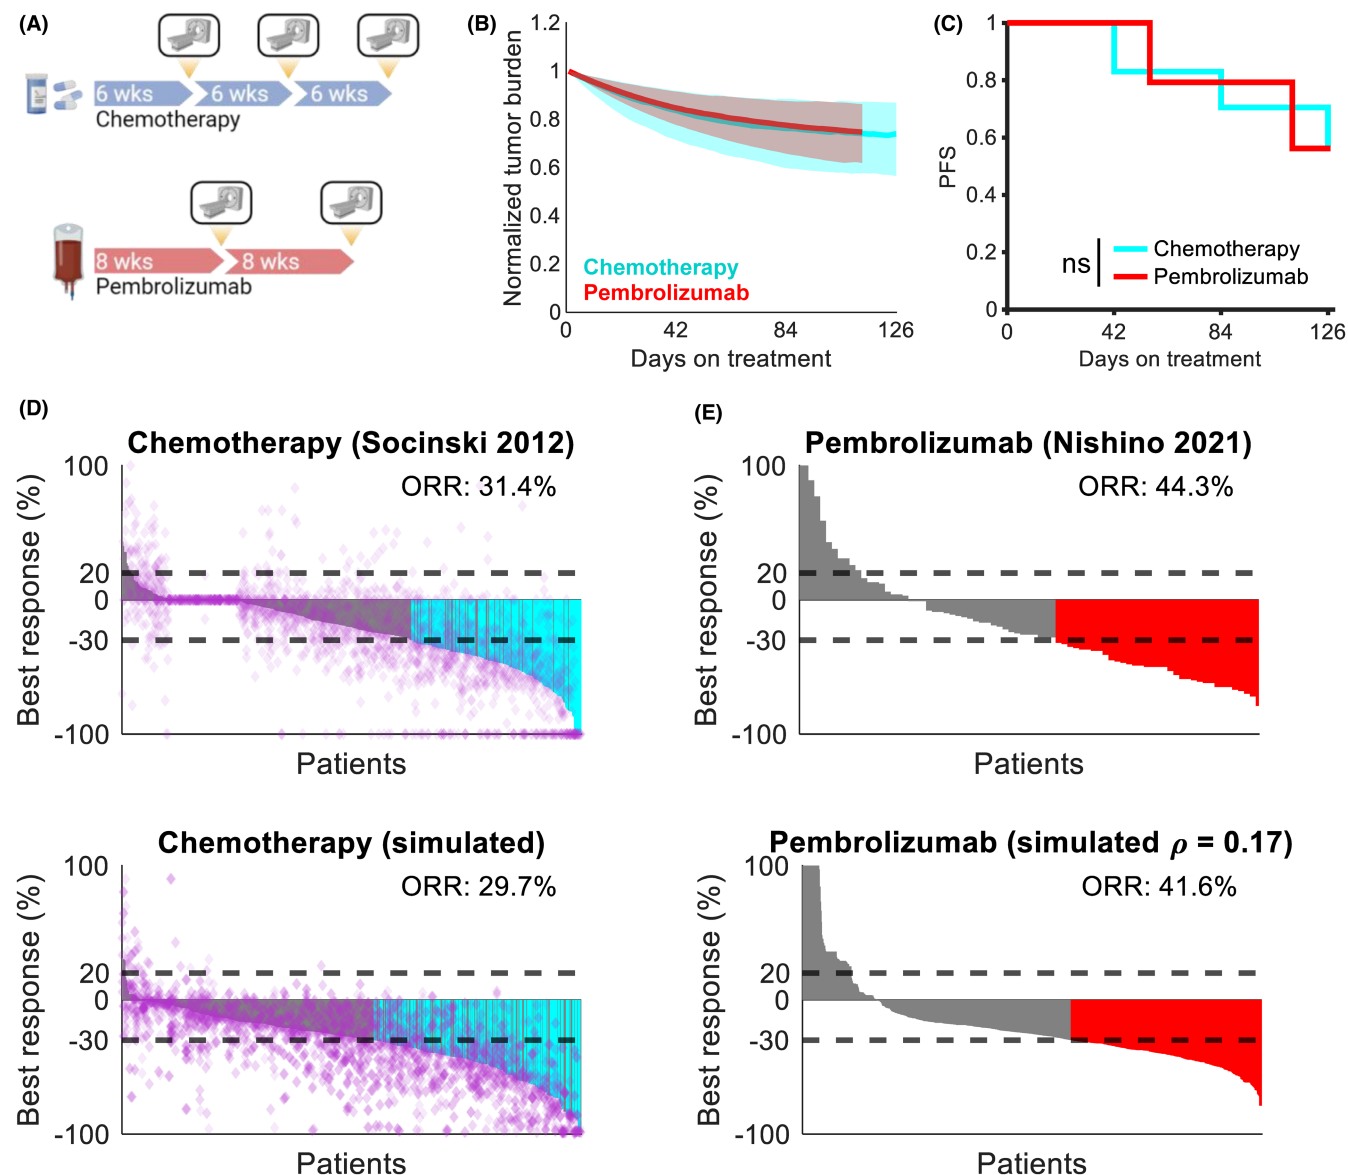 (A)
6 wks 6 wks 6 wks
Chemotherapy
8 wks 8 wks
Pembrolizumab
(B)
Normalized tumor burden
1.2
1
0.8
0.6
0.4
0.2
0
Chemotherapy
Pembrolizumab
0 42 84 126
Days on treatment
(C)
PFS
1
0.8
0.6
0.4
0.2
0
ns
Chemotherapy
Pembrolizumab
0 42 84 126
Days on treatment
(D)
Chemotherapy (Socinski 2012)
ORR: 31.4%
Best response (%)
100
20
0
-30
-100
Patients
Chemotherapy (simulated)
ORR: 29.7%
Best response (%)
100
20
0
-30
-100
Patients
(E)
Pembrolizumab (Nishino 2021)
ORR: 44.3%
Best response (%)
100
20
0
-30
-100
Patients
Pembrolizumab (simulated ρ = 0.17)
ORR: 41.6%
Best response (%)
100
20
0
-30
-100
Patients